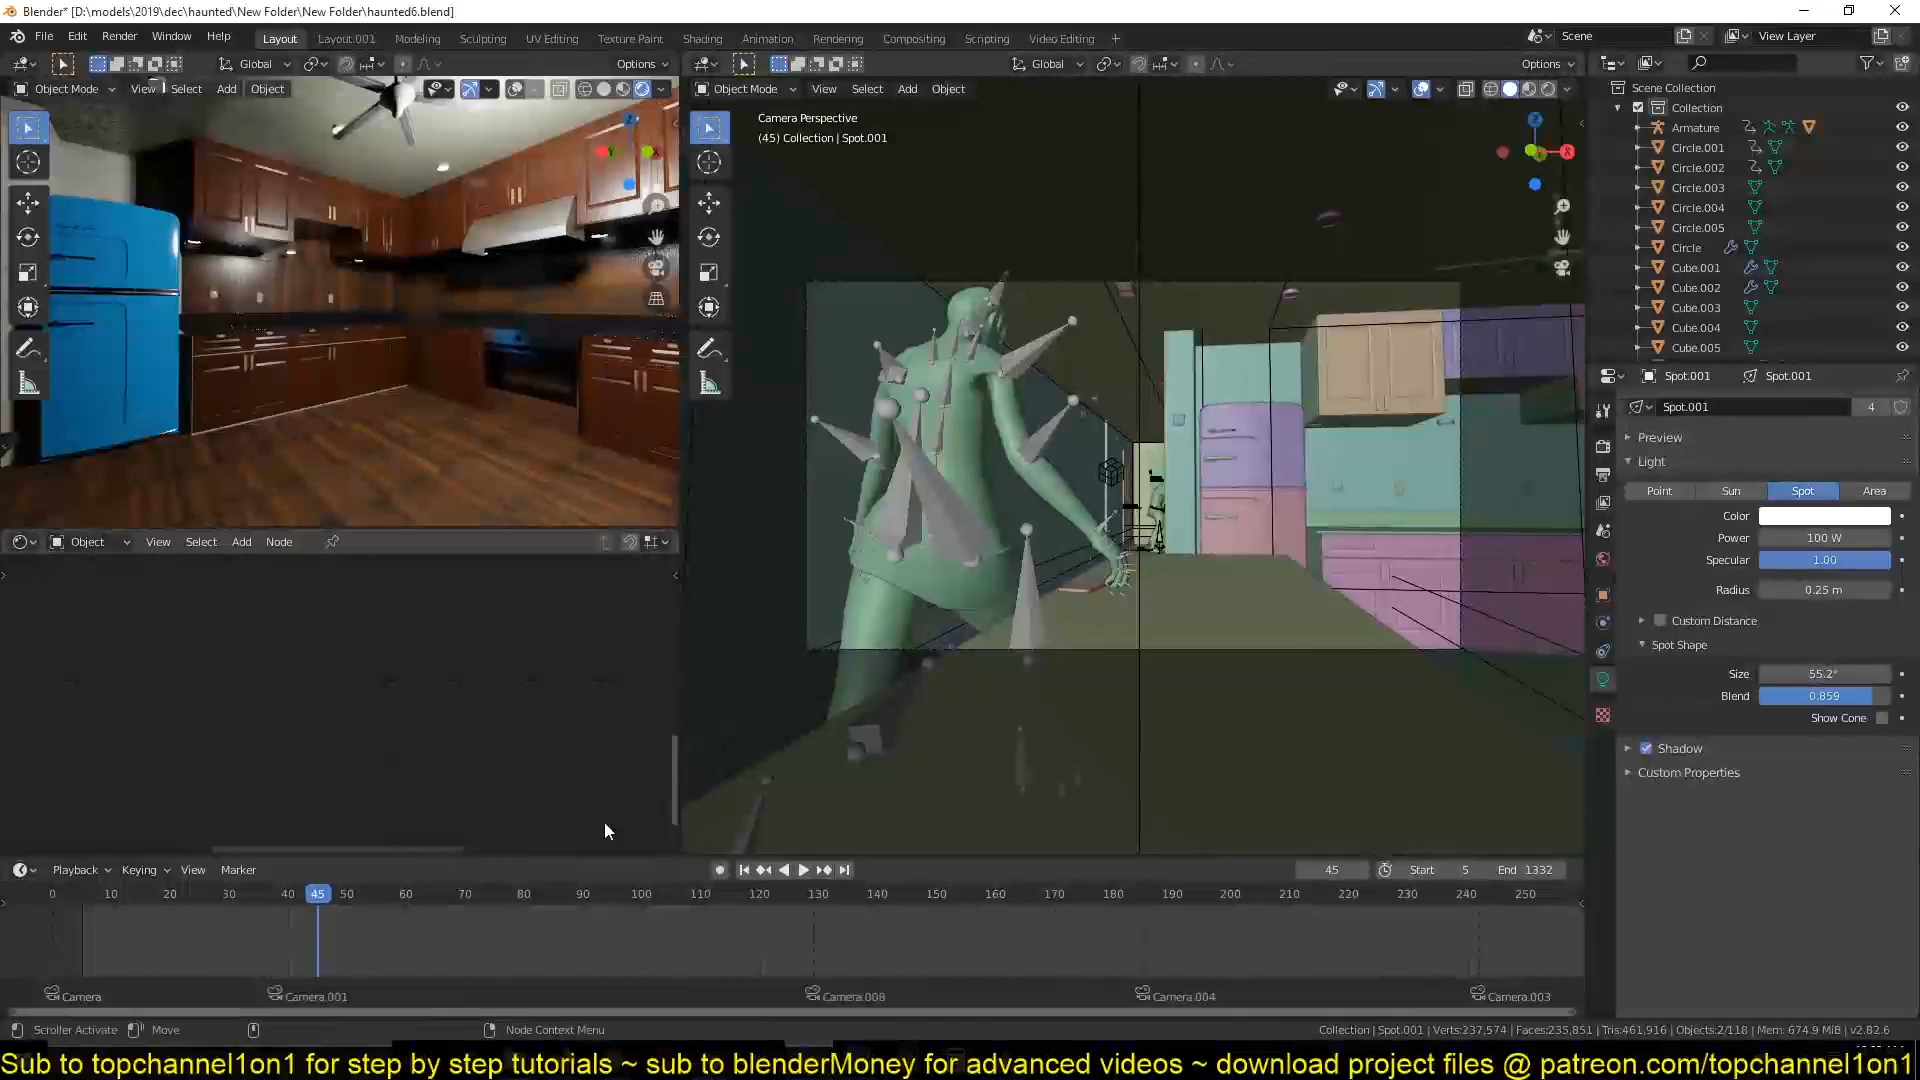 Blender* [D:\models\2019\dec\haunted\New Folder\New Folder\haunted6.blend]
File Edit Render Window Help Layout Layout.001 Modeling Sculpting UV Editing Texture Paint Shading Animation Rendering Compositing Scripting Video Editing + Scene View Layer
Global Options Global Options
Object Mode View Select Add Object Object Mode View Select Add Object
Camera Perspective
(45) Collection | Spot.001
Scene Collection
Collection
Armature
Circle.001
Circle.002
Circle.003
Circle.004
Circle.005
Circle
Cube.001
Cube.002
Cube.003
Cube.004
Cube.005
Spot.001 Spot.001
Spot.001 4
Preview
Light
Point Sun Spot Area
Color
Power 100 W
Specular 1.00
Radius 0.25 m
Custom Distance
Spot Shape
Size 55.2°
Blend 0.859
Show Cone
Shadow
Custom Properties
Object View Select Add Node
Playback Keying View Marker 45 Start 5 End 1332
0 10 20 30 40 45 50 60 70 80 90 100 110 120 130 140 150 160 170 180 190 200 210 220 230 240 250
Camera Camera.001 Camera.008 Camera.004 Camera.003
Scroller Activate Move Node Context Menu Collection | Spot.001 | Verts:237,574 | Faces:235,851 | Tris:461,916 | Objects:2/118 | Mem: 674.9 MiB | v2.82.6
Sub to topchannel1on1 for step by step tutorials ~ sub to blenderMoney for advanced videos ~ download project files @ patreon.com/topchannel1on1